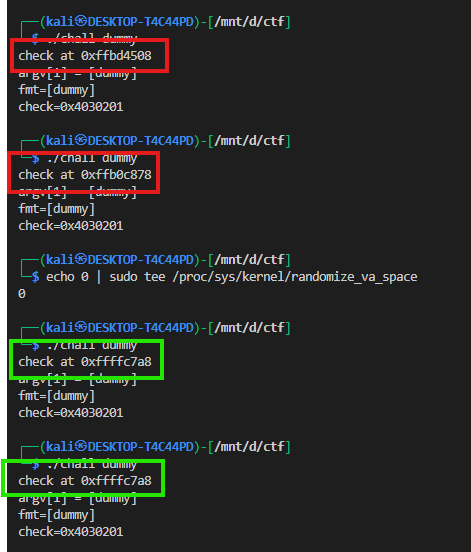 ┌──(kali㉿DESKTOP-T4C44PD)-[/mnt/d/ctf]
└─$ ./chall dummy
check at 0xffbd4508
argv[1] = [dummy]
fmt=[dummy]
check=0x4030201
┌──(kali㉿DESKTOP-T4C44PD)-[/mnt/d/ctf]
└─$ ./chall dummy
check at 0xffb0c878
argv[1] = [dummy]
fmt=[dummy]
check=0x4030201
┌──(kali㉿DESKTOP-T4C44PD)-[/mnt/d/ctf]
└─$ echo 0 | sudo tee /proc/sys/kernel/randomize_va_space
0
┌──(kali㉿DESKTOP-T4C44PD)-[/mnt/d/ctf]
└─$ ./chall dummy
check at 0xffffc7a8
argv[1] = [dummy]
fmt=[dummy]
check=0x4030201
┌──(kali㉿DESKTOP-T4C44PD)-[/mnt/d/ctf]
└─$ ./chall dummy
check at 0xffffc7a8
argv[1] = [dummy]
fmt=[dummy]
check=0x4030201